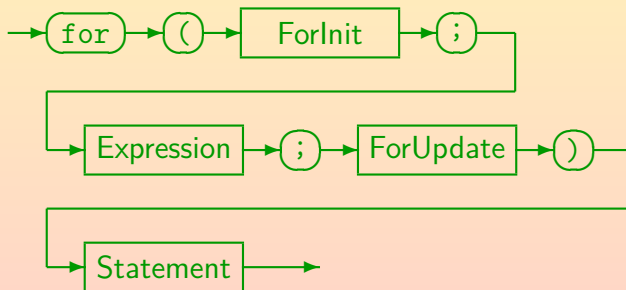 for ( ForInit ;
Expression ; ForUpdate )
Statement